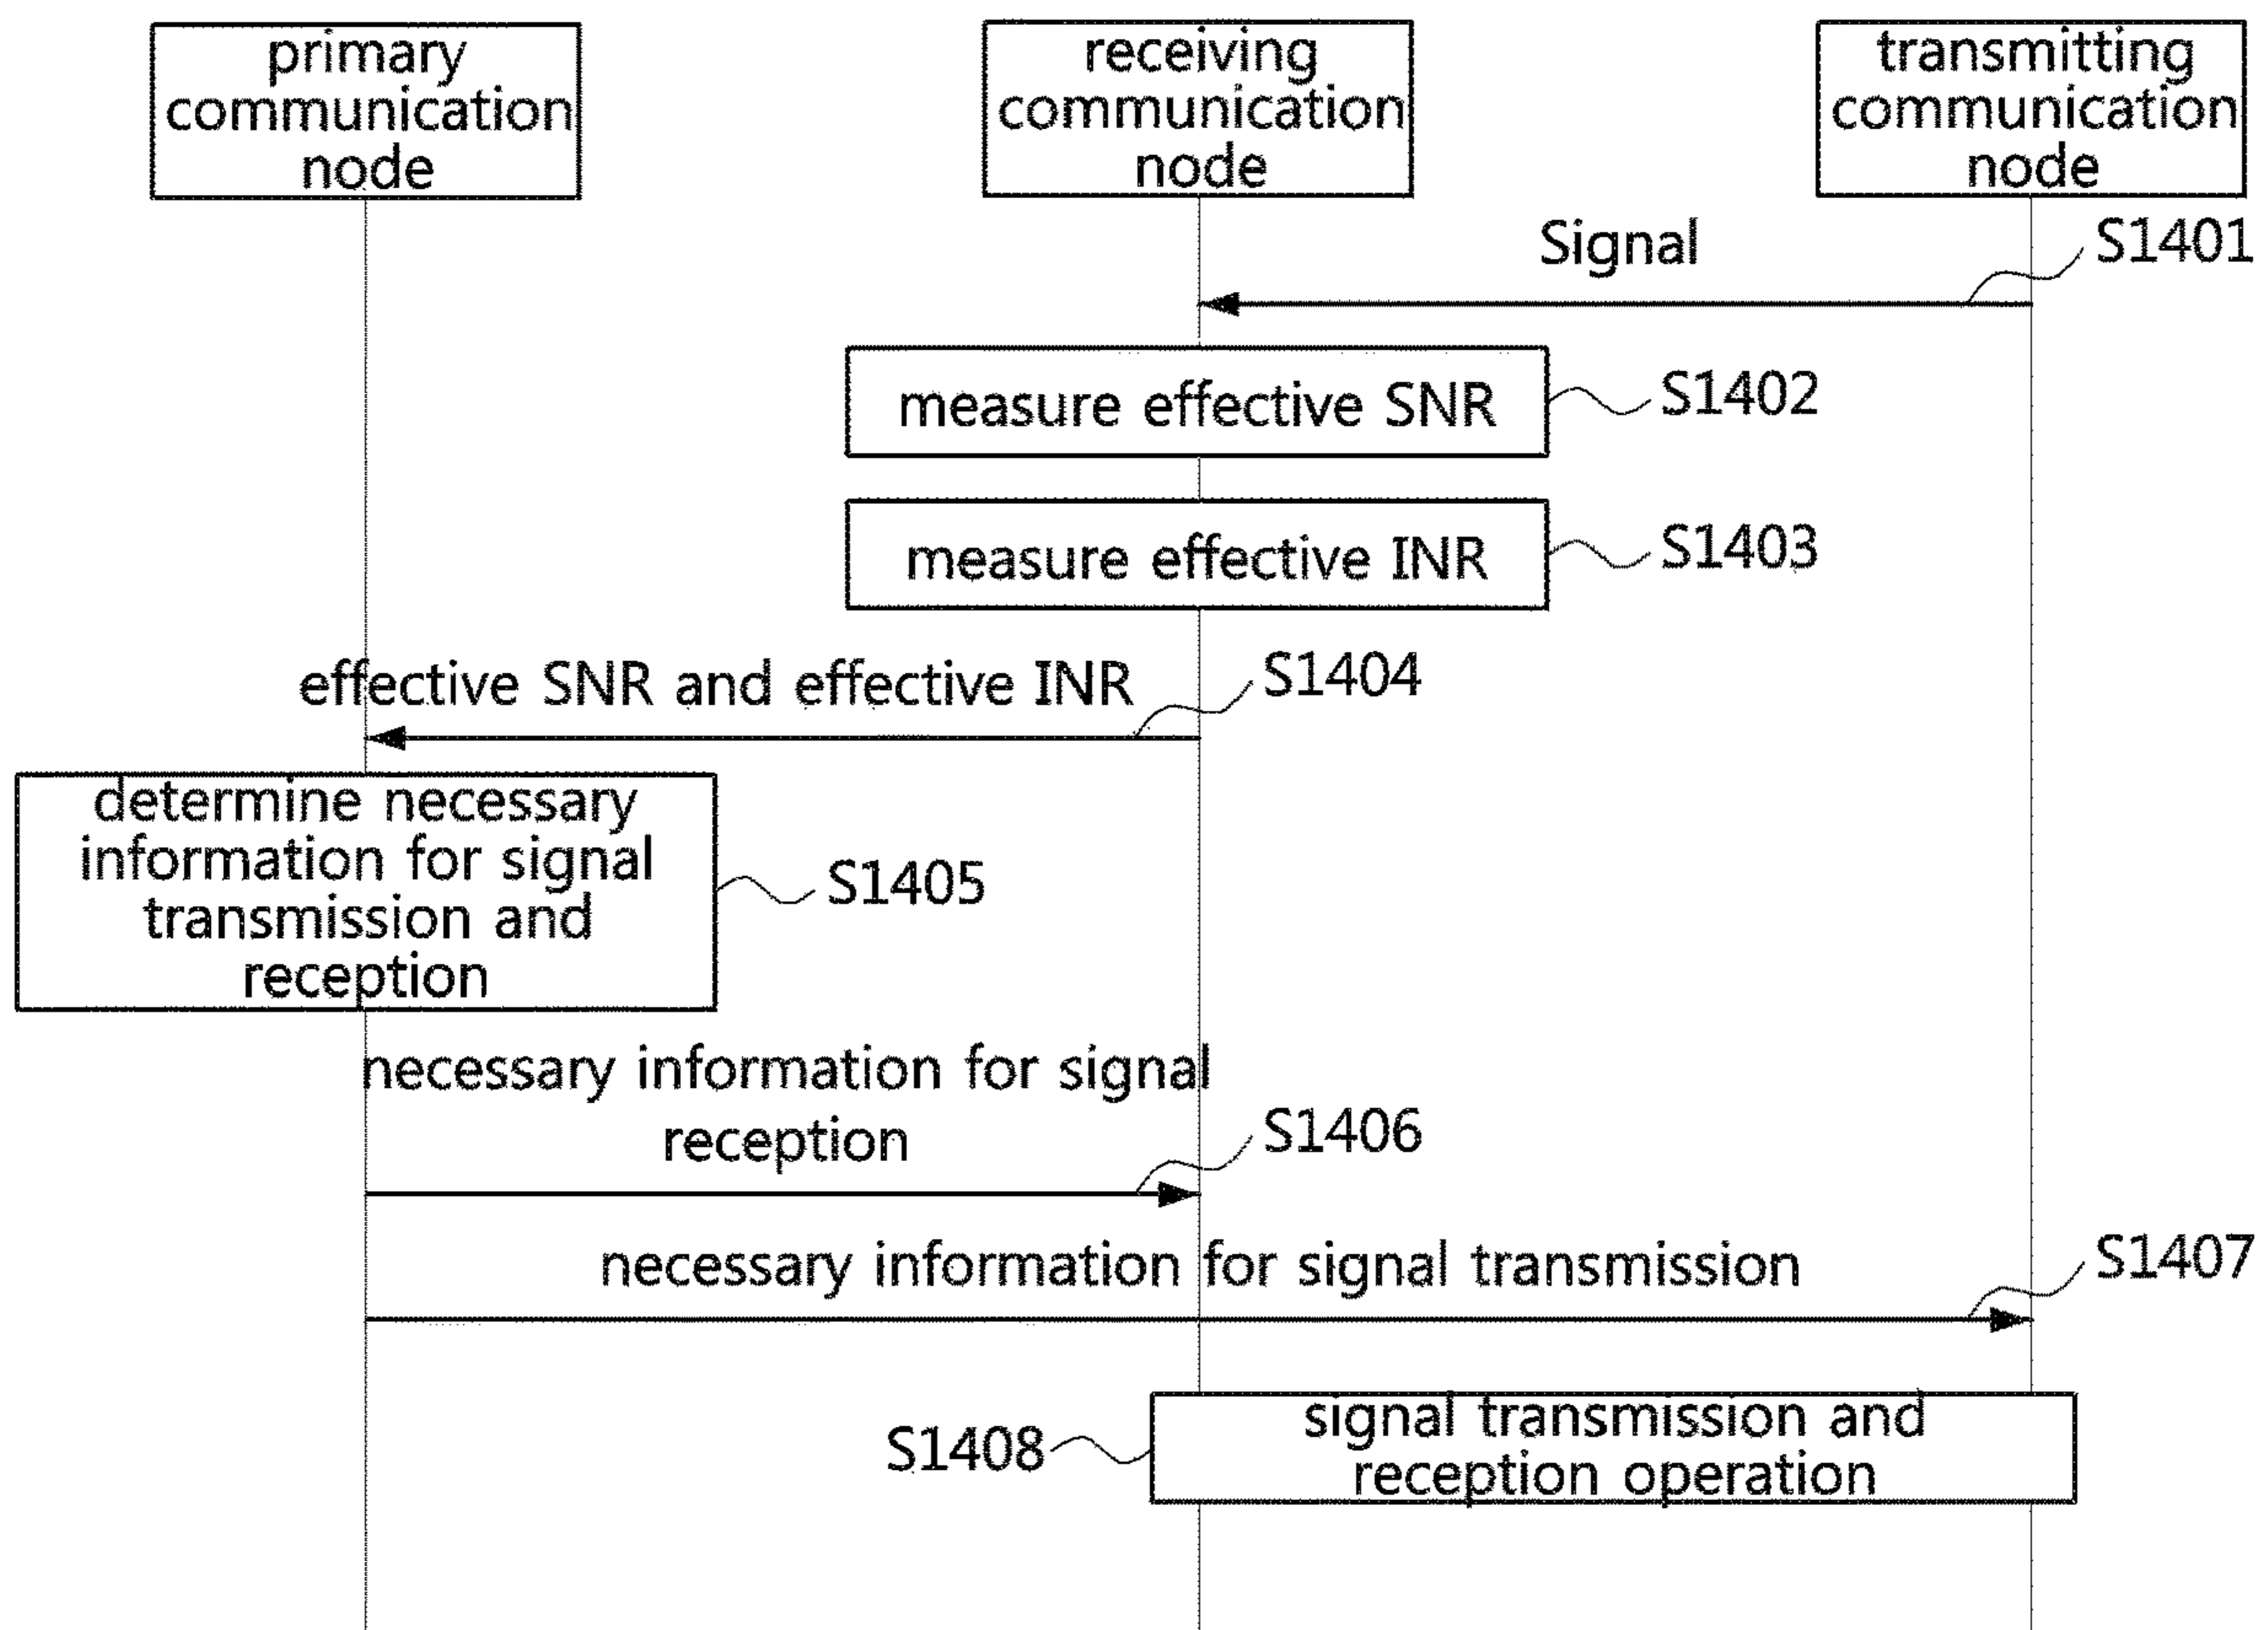 primary
communication
node
receiving
communication
node
transmitting
communication
node
Signal
S1401
measure effective SNR
S1402
measure effective INR
S1403
effective SNR and effective INR
S1404
determine necessary
information for signal
transmission and
reception
S1405
necessary information for signal
reception
S1406
necessary information for signal transmission
S1407
S1408
signal transmission and
reception operation